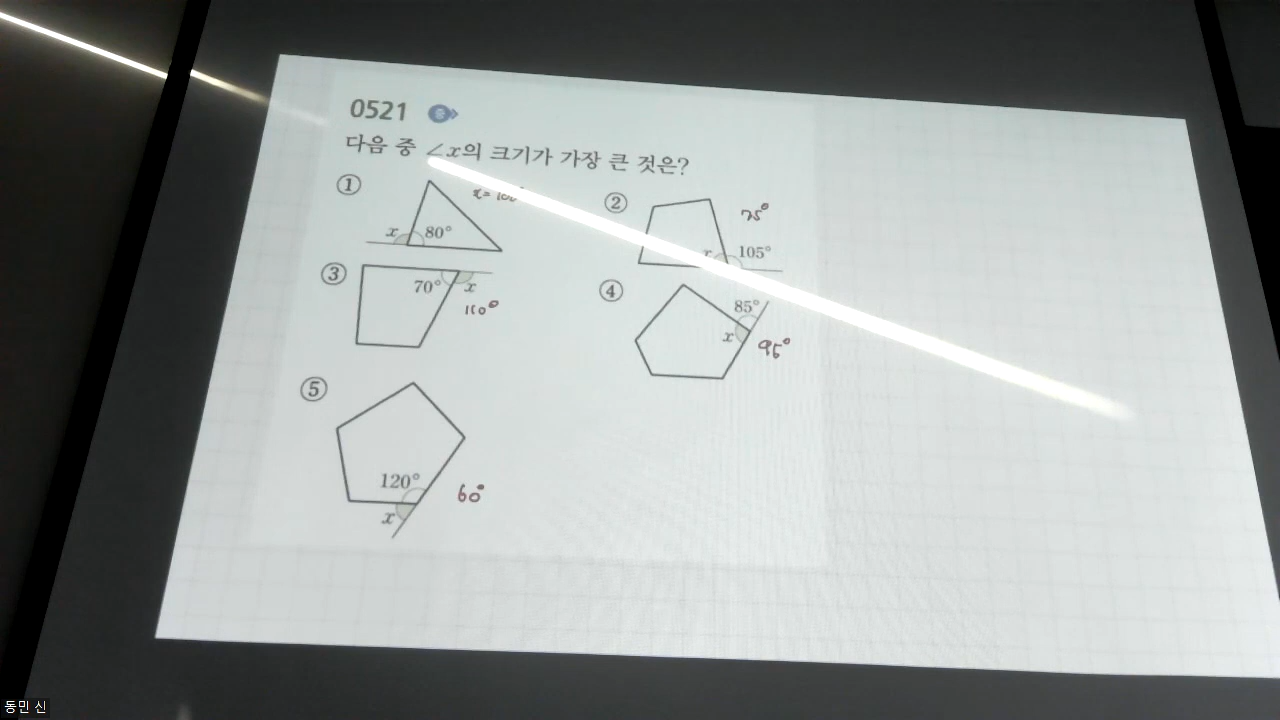 0521
다음 중 ∠x의 크기가 가장 큰 것은?
①
x 80°
x=100°
②
x 105°
75°
③
70° x
110°
④
85°
x
95°
⑤
120°
x
60°
동민 신